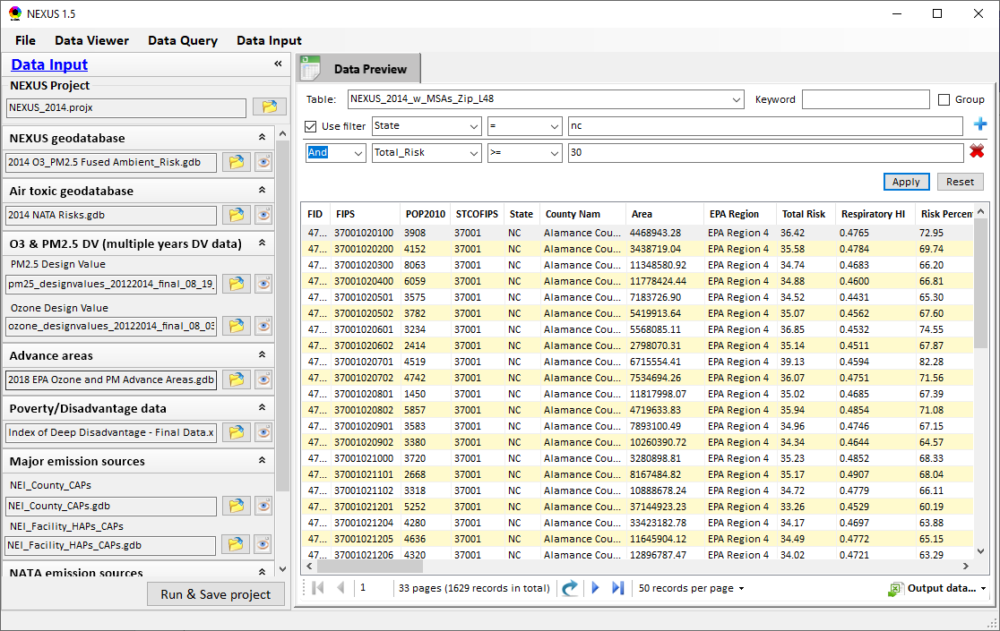 NEXUS 1.5
File Data Viewer Data Query Data Input
Data Input «
NEXUS Project
NEXUS_2014.projx
NEXUS geodatabase
2014 O3_PM2.5 Fused Ambient_Risk.gdb
Air toxic geodatabase
2014 NATA Risks.gdb
O3 & PM2.5 DV (multiple years DV data)
PM2.5 Design Value
pm25_designvalues_20122014_final_08_19_
Ozone Design Value
ozone_designvalues_20122014_final_08_03
Advance areas
2018 EPA Ozone and PM Advance Areas.gdb
Poverty/Disadvantage data
Index of Deep Disadvantage - Final Data.x
Major emission sources
NEI_County_CAPs
NEI_County_CAPs.gdb
NEI_Facility_HAPs_CAPs
NEI_Facility_HAPs_CAPs.gdb
NATA emission sources
Run & Save project
Data Preview
Table: NEXUS_2014_w_MSAs_Zip_L48 Keyword Group
Use filter State = nc
And Total_Risk >= 30
Apply Reset
FID FIPS POP2010 STCOFIPS State County Nam Area EPA Region Total Risk Respiratory HI Risk Percen
47... 37001020100 3908 37001 NC Alamance Cou... 4468943.28 EPA Region 4 36.42 0.4765 72.95
47... 37001020200 4152 37001 NC Alamance Cou... 3438719.04 EPA Region 4 35.58 0.4784 69.74
47... 37001020300 8063 37001 NC Alamance Cou... 11348580.92 EPA Region 4 34.74 0.4683 66.20
47... 37001020400 6059 37001 NC Alamance Cou... 11778424.44 EPA Region 4 34.88 0.4600 66.81
47... 37001020501 3575 37001 NC Alamance Cou... 7183726.90 EPA Region 4 34.52 0.4431 65.30
47... 37001020502 3782 37001 NC Alamance Cou... 5419913.64 EPA Region 4 35.07 0.4562 67.60
47... 37001020601 3234 37001 NC Alamance Cou... 5568085.11 EPA Region 4 36.85 0.4532 74.55
47... 37001020602 2414 37001 NC Alamance Cou... 2798070.31 EPA Region 4 35.14 0.4511 67.87
47... 37001020701 4519 37001 NC Alamance Cou... 6715554.41 EPA Region 4 39.13 0.4594 82.28
47... 37001020702 4742 37001 NC Alamance Cou... 7534694.26 EPA Region 4 36.07 0.4751 71.56
47... 37001020801 1450 37001 NC Alamance Cou... 11817998.07 EPA Region 4 35.02 0.4685 67.39
47... 37001020802 5857 37001 NC Alamance Cou... 4719633.83 EPA Region 4 35.94 0.4854 71.08
47... 37001020901 3583 37001 NC Alamance Cou... 7893100.49 EPA Region 4 34.96 0.4746 67.15
47... 37001020902 3380 37001 NC Alamance Cou... 10260390.72 EPA Region 4 34.34 0.4644 64.57
47... 37001021000 3720 37001 NC Alamance Cou... 3280898.81 EPA Region 4 35.23 0.4852 68.33
47... 37001021101 2668 37001 NC Alamance Cou... 8167484.82 EPA Region 4 35.17 0.4907 68.04
47... 37001021102 3318 37001 NC Alamance Cou... 10888678.24 EPA Region 4 34.72 0.4779 66.11
47... 37001021201 5252 37001 NC Alamance Cou... 37144923.23 EPA Region 4 33.26 0.4529 60.19
47... 37001021204 4280 37001 NC Alamance Cou... 33423182.78 EPA Region 4 34.17 0.4697 63.88
47... 37001021205 4636 37001 NC Alamance Cou... 11645904.12 EPA Region 4 34.49 0.4772 65.15
47... 37001021206 4320 37001 NC Alamance Cou... 12896787.47 EPA Region 4 34.02 0.4721 63.29
1 33 pages (1629 records in total) 50 records per page Output data...